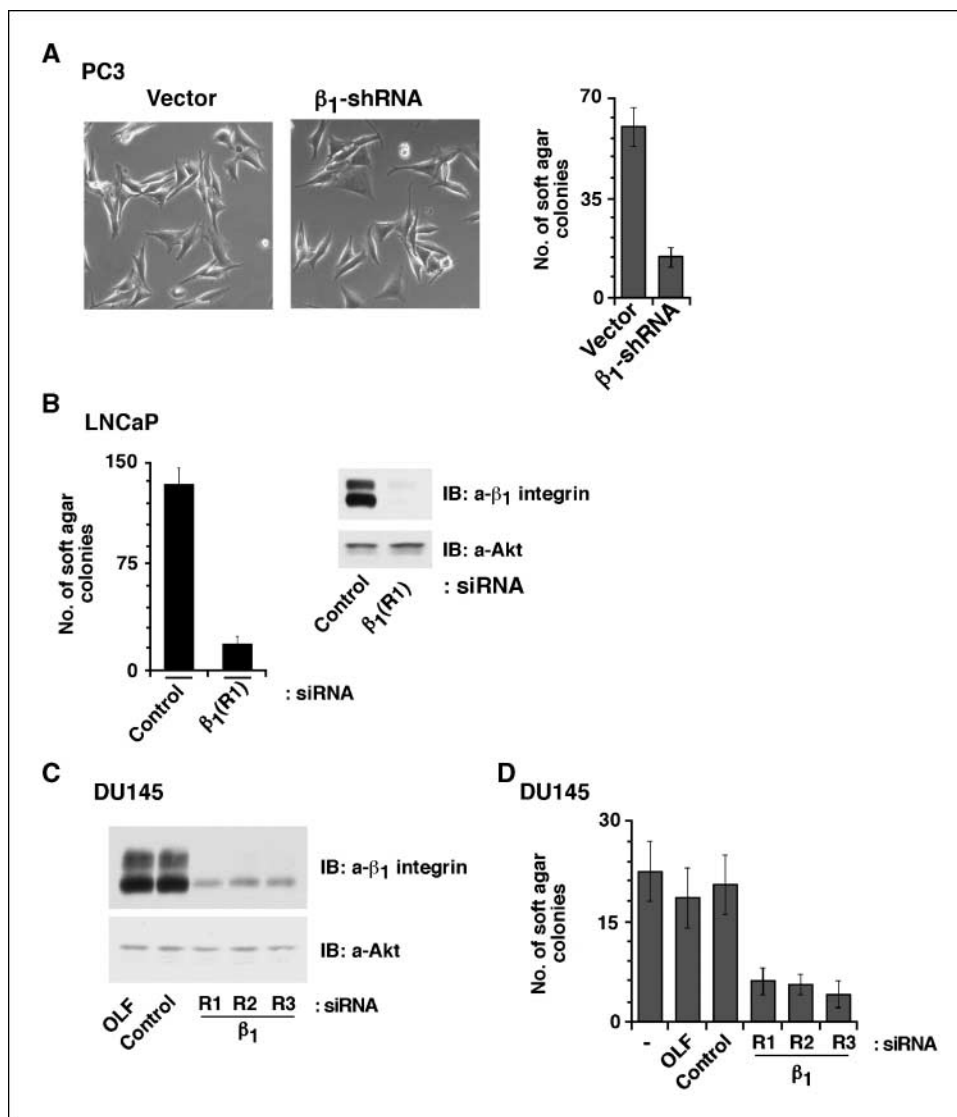 A
PC3
Vector
β1-shRNA
70
35
0
No. of soft agar
colonies
Vector
β1-shRNA
B
LNCaP
150
75
0
No. of soft agar
colonies
Control
β1(R1)
: siRNA
IB: a-β1 integrin
IB: a-Akt
Control
β1(R1)
: siRNA
C
DU145
IB: a-β1 integrin
IB: a-Akt
OLF
Control
R1 R2 R3
: siRNA
β1
D
DU145
30
15
0
No. of soft agar
colonies
-
OLF
Control
R1 R2 R3
: siRNA
β1